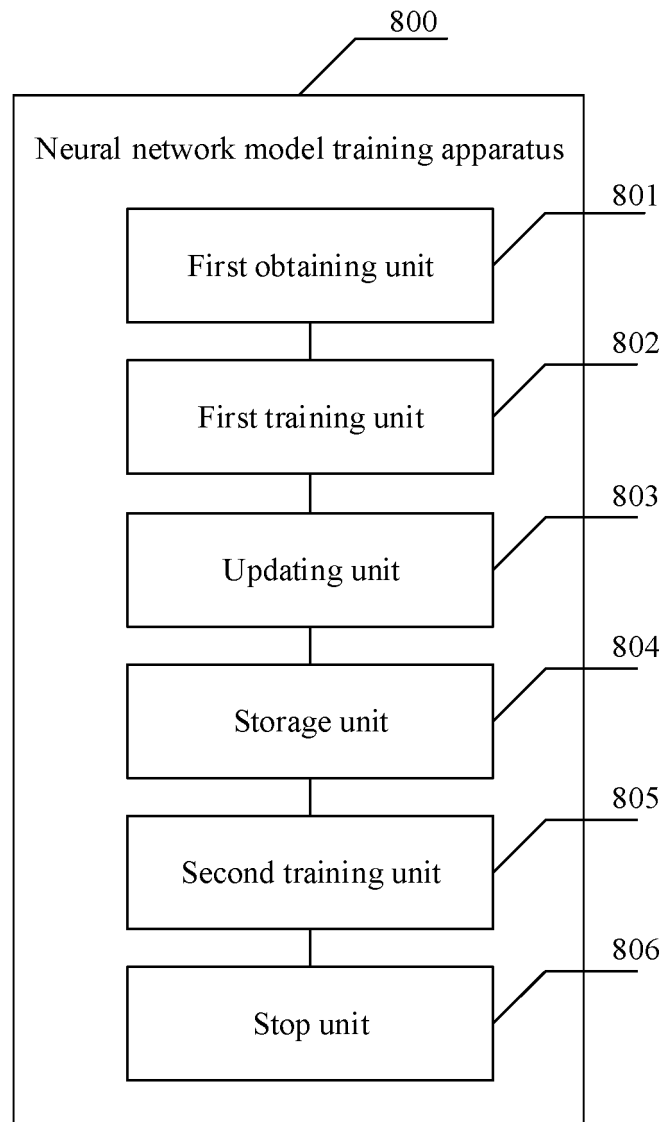 800
Neural network model training apparatus
801
First obtaining unit
802
First training unit
803
Updating unit
804
Storage unit
805
Second training unit
806
Stop unit